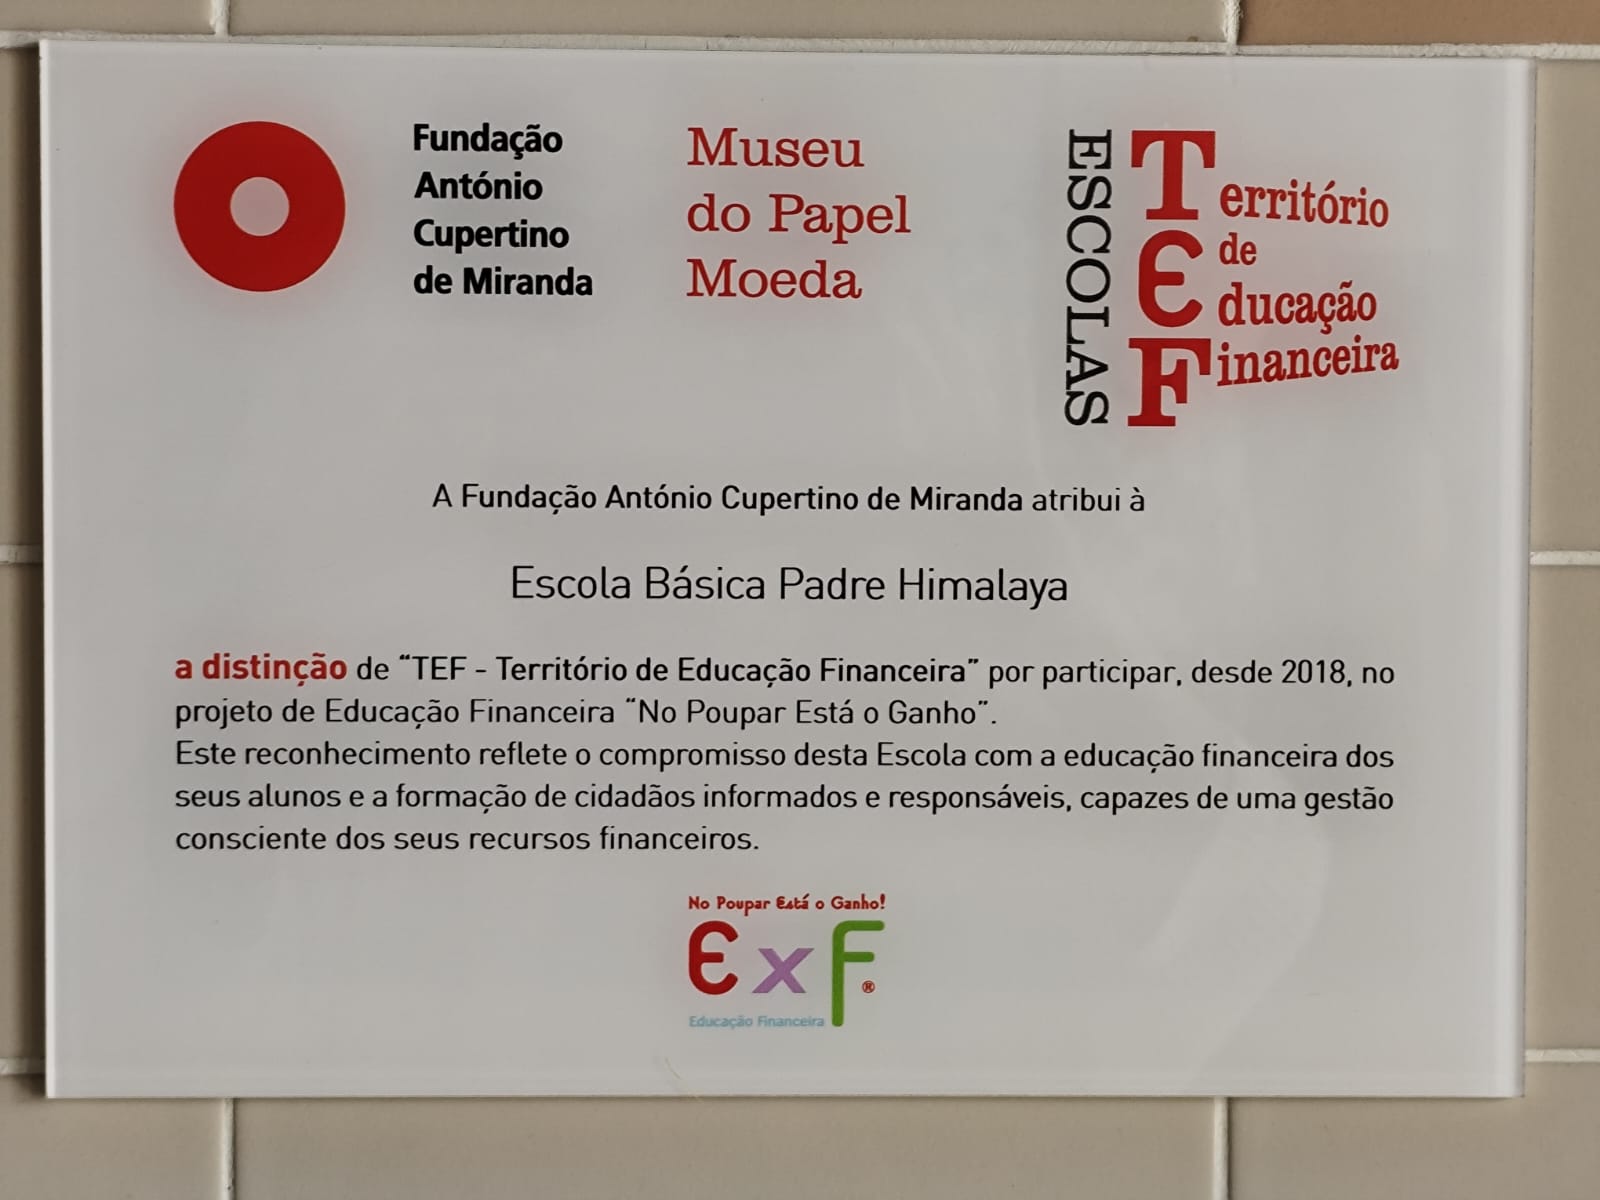 Fundação
António
Cupertino
de Miranda
Museu
do Papel
Moeda
ESCOLAS
Território
de
Educação
Financeira
A Fundação António Cupertino de Miranda atribui à
Escola Básica Padre Himalaya
a distinção de “TEF - Território de Educação Financeira” por participar, desde 2018, no
projeto de Educação Financeira “No Poupar Está o Ganho”.
Este reconhecimento reflete o compromisso desta Escola com a educação financeira dos
seus alunos e a formação de cidadãos informados e responsáveis, capazes de uma gestão
consciente dos seus recursos financeiros.
No Poupar Está o Ganho!
ExF®
Educação Financeira